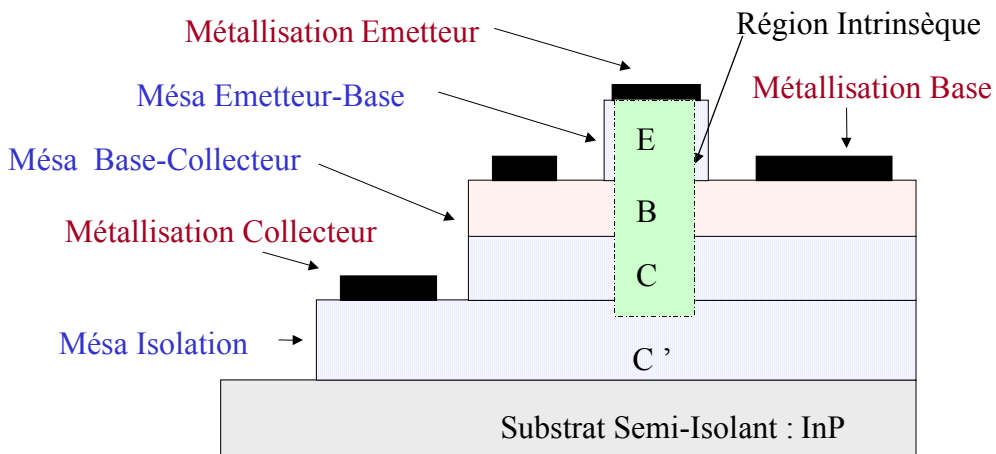 Métallisation Emetteur
Région Intrinsèque
Mésa Emetteur-Base
Métallisation Base
Mésa Base-Collecteur
E
B
Métallisation Collecteur
C
Mésa Isolation
C ’
Substrat Semi-Isolant : InP